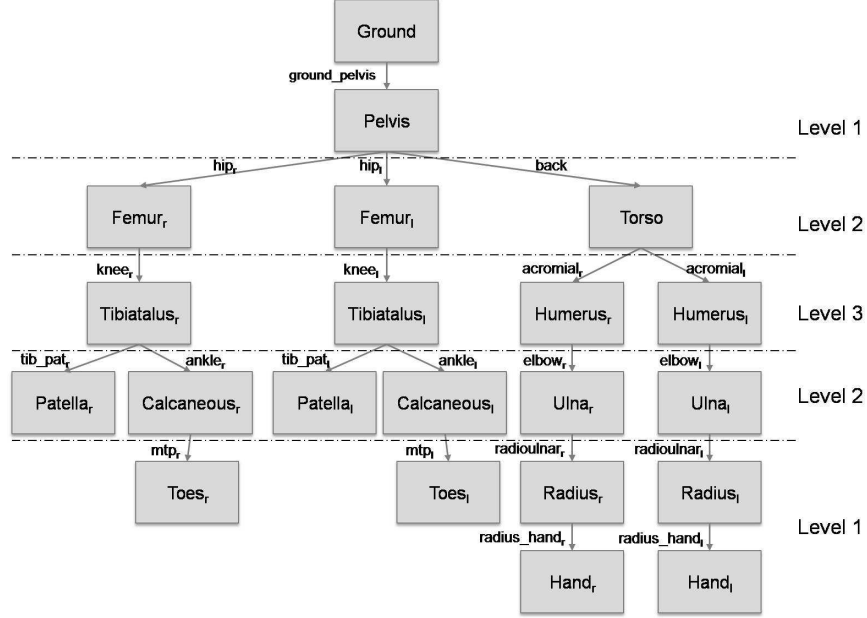 Ground
ground_pelvis
Pelvis
Level 1
hipᵣ hipₗ back
Femurᵣ Femurₗ Torso Level 2
kneeᵣ kneeₗ acromialᵣ acromialₗ
Tibiatalusᵣ Tibiatalusₗ Humerusᵣ Humerusₗ Level 3
tib_patᵣ ankleᵣ tib_patₗ ankleₗ elbowᵣ elbowₗ
Patellaᵣ Calcaneousᵣ Patellaₗ Calcaneousₗ Ulnaᵣ Ulnaₗ Level 2
mtpᵣ mtpₗ radioulnarᵣ radioulnarₗ
Toesᵣ Toesₗ Radiusᵣ Radiusₗ
Level 1
radius_handᵣ radius_handₗ
Handᵣ Handₗ